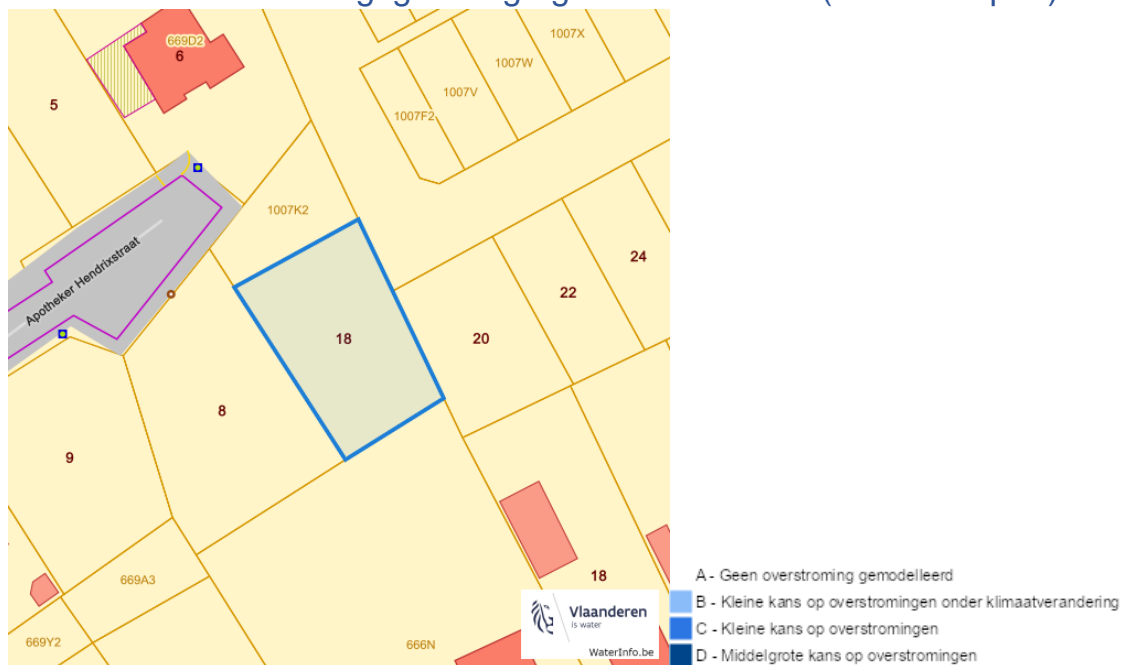 669D2
6
5
1007X
1007W
1007V
1007F2
1007K2
Apotheker Hendrixstraat
24
22
18
20
8
9
669A3
18
669Y2
666N
Vlaanderen
is water
WaterInfo.be
A - Geen overstroming gemodelleerd
B - Kleine kans op overstromingen onder klimaatverandering
C - Kleine kans op overstromingen
D - Middelgrote kans op overstromingen